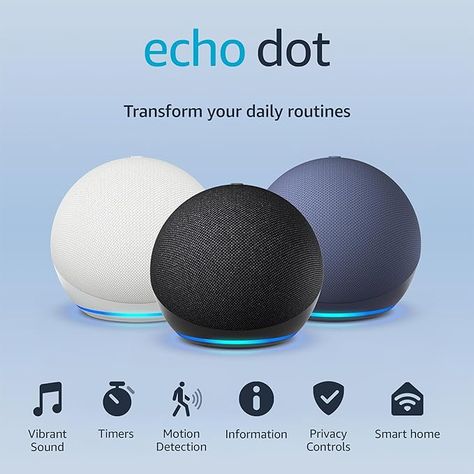 echo dot
Transform your daily routines
Vibrant Sound
Timers
Motion Detection
Information
Privacy Controls
Smart home